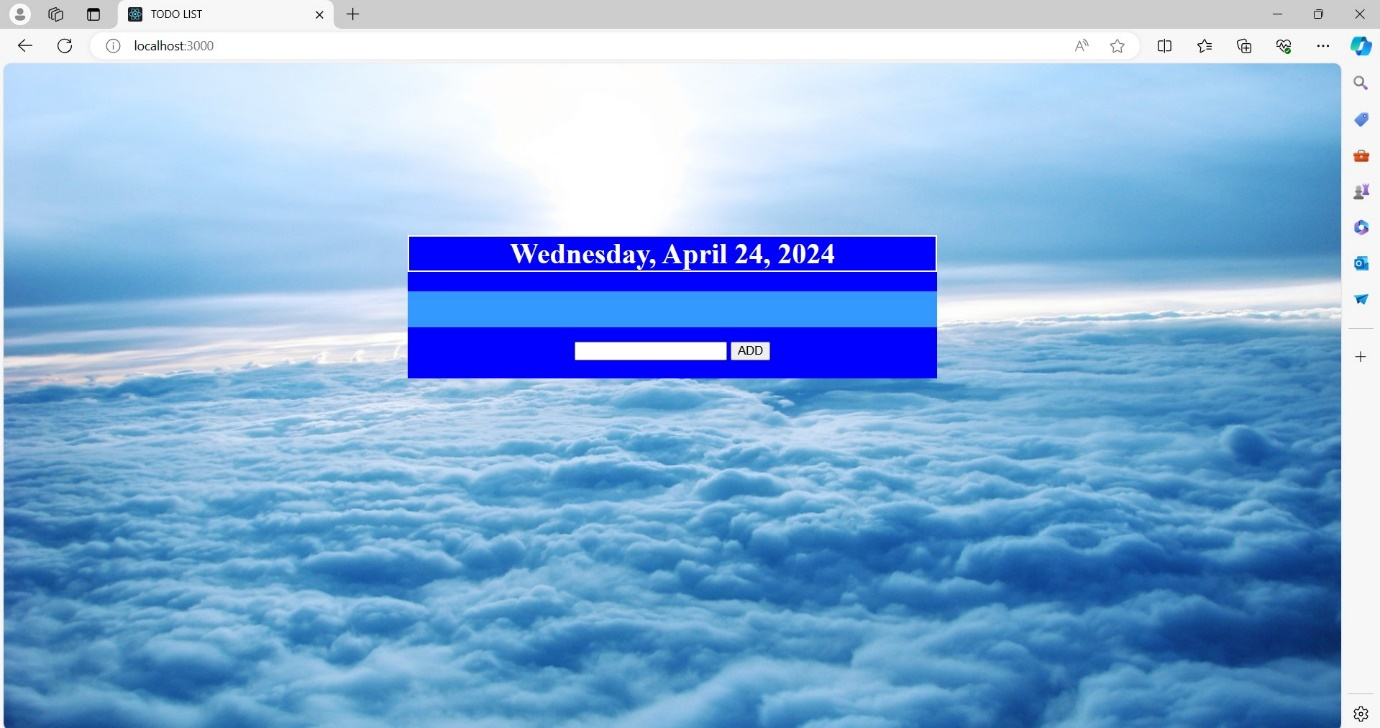 TODO LIST
localhost:3000
Wednesday, April 24, 2024
ADD